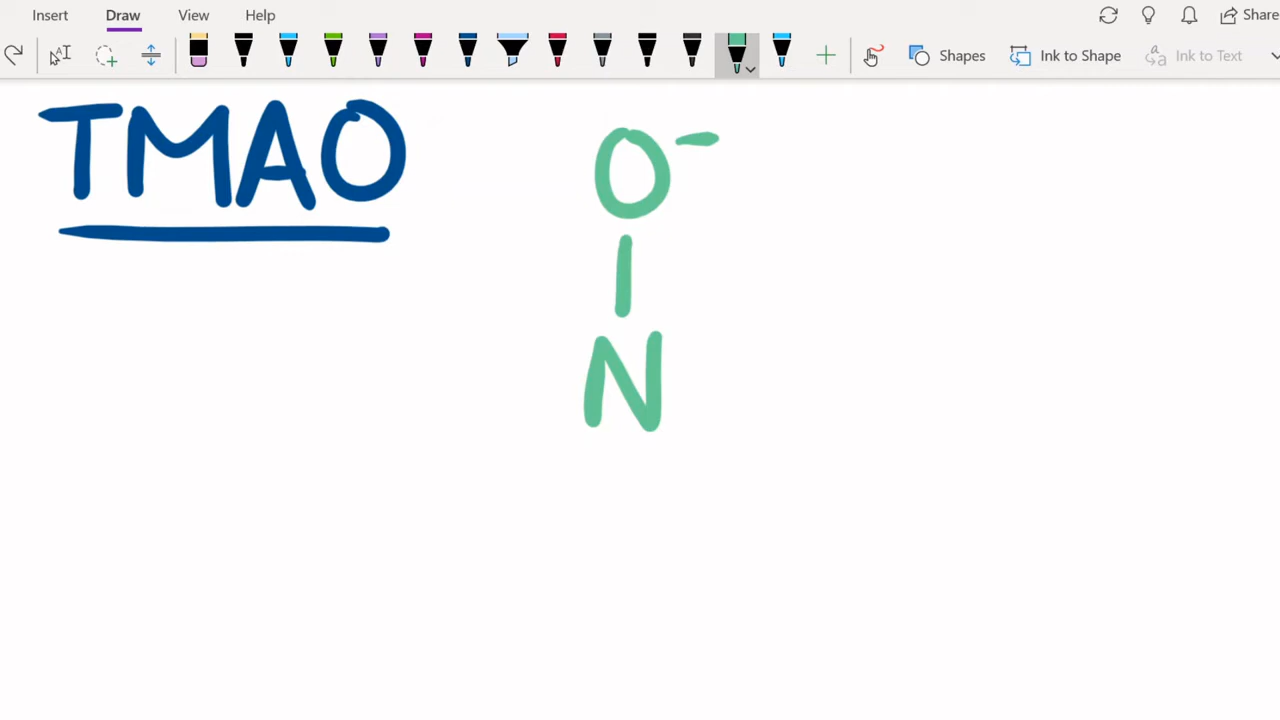 Insert Draw View Help Share
Shapes Ink to Shape Ink to Text
TMAO
O⁻
N